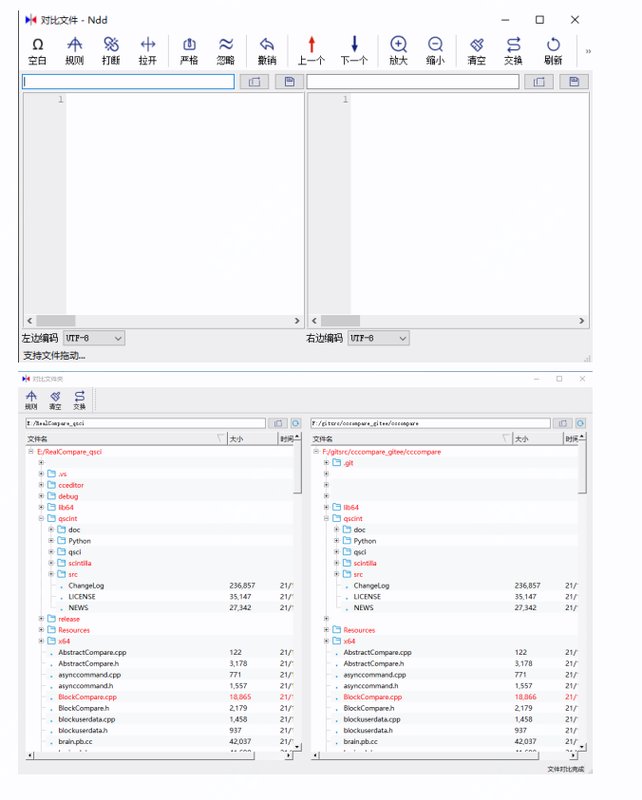 对比文件 - Ndd
空白 规则 打断 拉开 严格 忽略 撤销 上一个 下一个 放大 缩小 清空 交换 刷新 »
1 1
左边编码 UTF-8 右边编码 UTF-8
支持文件拖动...
对比文件夹
规则 清空 交换
E:/RealCompare_qsci F:/gitsrc/cccompare_gitee/cccompare
文件名 大小 时间 文件名 大小 时间
E:/RealCompare_qsci F:/gitsrc/cccompare_gitee/cccompare
.git
.vs
cceditor
debug
lib64 lib64
qscint qscint
doc doc
Python Python
qsci qsci
scintilla scintilla
src src
ChangeLog 236,857 21/ ChangeLog 236,857 21/
LICENSE 35,147 21/ LICENSE 35,147 21/
NEWS 27,342 21/ NEWS 27,342 21/
release
Resources Resources
x64 x64
AbstractCompare.cpp 122 21/ AbstractCompare.cpp 122 21/
AbstractCompare.h 3,178 21/ AbstractCompare.h 3,178 21/
asynccommand.cpp 771 21/ asynccommand.cpp 771 21/
asynccommand.h 1,557 21/ asynccommand.h 1,557 21/
BlockCompare.cpp 18,865 21/ BlockCompare.cpp 18,866 21/
BlockCompare.h 2,179 21/ BlockCompare.h 2,179 21/
blockuserdata.cpp 1,458 21/ blockuserdata.cpp 1,458 21/
blockuserdata.h 937 21/ blockuserdata.h 937 21/
brain.pb.cc 42,037 21/ brain.pb.cc 42,037 21/
文件对比完成